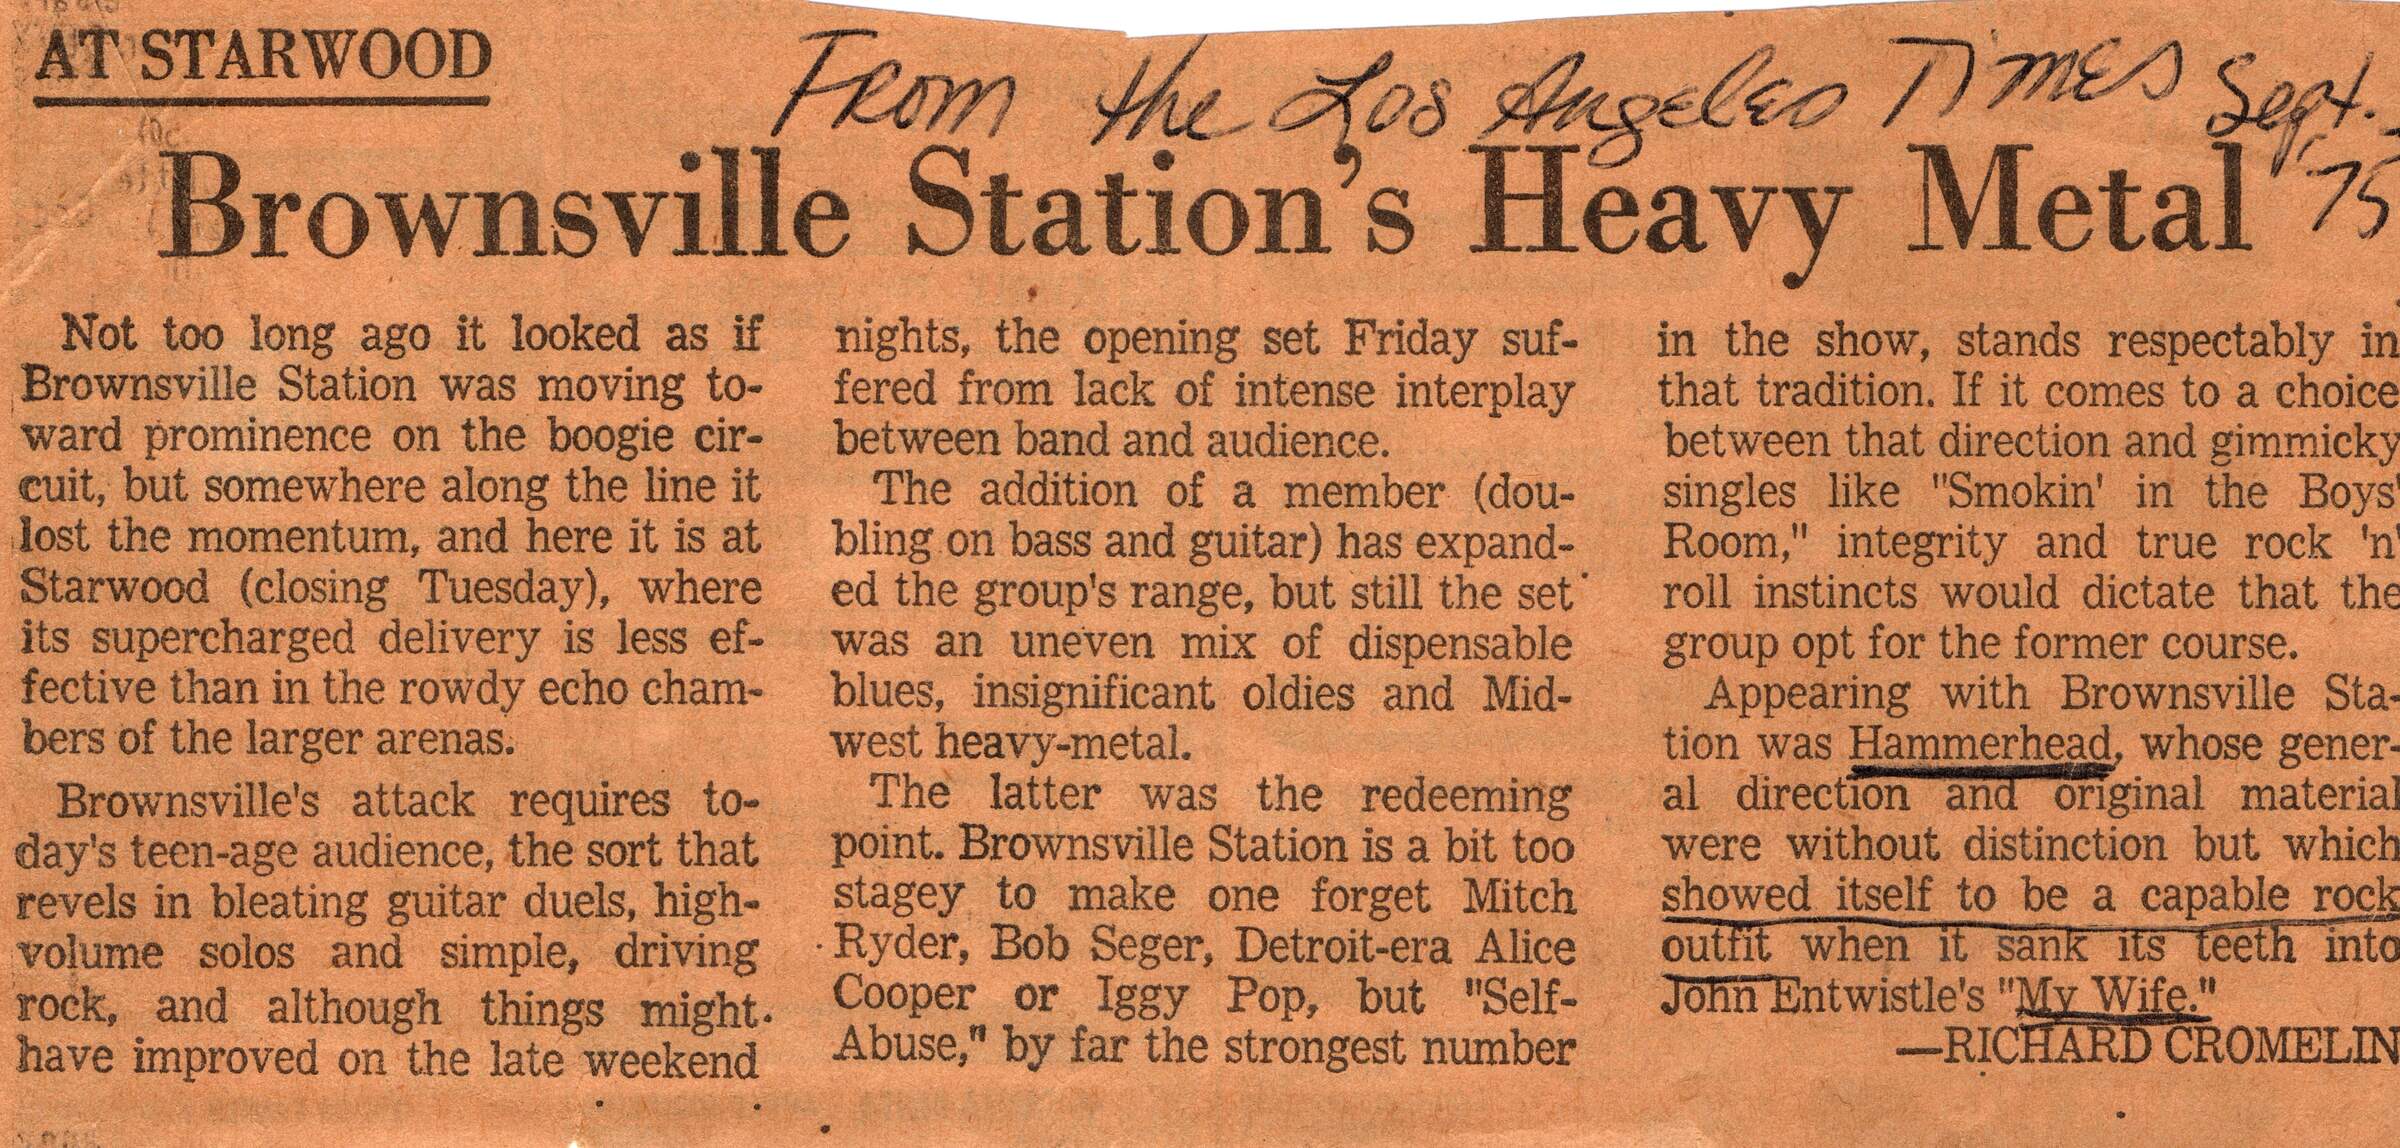 AT STARWOOD
From the Los Angeles Times Sept.
'75
Brownsville Station's Heavy Metal
Not too long ago it looked as if
Brownsville Station was moving to-
ward prominence on the boogie cir-
cuit, but somewhere along the line it
lost the momentum, and here it is at
Starwood (closing Tuesday), where
its supercharged delivery is less ef-
fective than in the rowdy echo cham-
bers of the larger arenas.
Brownsville's attack requires to-
day's teen-age audience, the sort that
revels in bleating guitar duels, high-
volume solos and simple, driving
rock, and although things might
have improved on the late weekend
nights, the opening set Friday suf-
fered from lack of intense interplay
between band and audience.
The addition of a member (dou-
bling on bass and guitar) has expand-
ed the group's range, but still the set
was an uneven mix of dispensable
blues, insignificant oldies and Mid-
west heavy-metal.
The latter was the redeeming
point. Brownsville Station is a bit too
stagey to make one forget Mitch
Ryder, Bob Seger, Detroit-era Alice
Cooper or Iggy Pop, but "Self-
Abuse," by far the strongest number
in the show, stands respectably in
that tradition. If it comes to a choice
between that direction and gimmicky
singles like "Smokin' in the Boys'
Room," integrity and true rock 'n'
roll instincts would dictate that the
group opt for the former course.
Appearing with Brownsville Sta-
tion was Hammerhead, whose gener-
al direction and original material
were without distinction but which
showed itself to be a capable rock
outfit when it sank its teeth into
John Entwistle's "My Wife."
—RICHARD CROMELIN